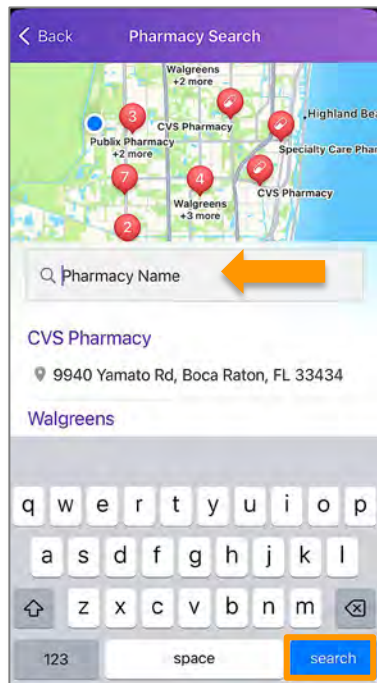 Back
Pharmacy Search
Walgreens
+2 more
3
CVS Pharmacy
Highland Bea
Publix Pharmacy
+2 more
Specialty Care Phar
7
4
CVS Pharmacy
Walgreens
+3 more
2
Pharmacy Name
CVS Pharmacy
9940 Yamato Rd, Boca Raton, FL 33434
Walgreens
q w e r t y u i o p
a s d f g h j k l
z x c v b n m
123 space search